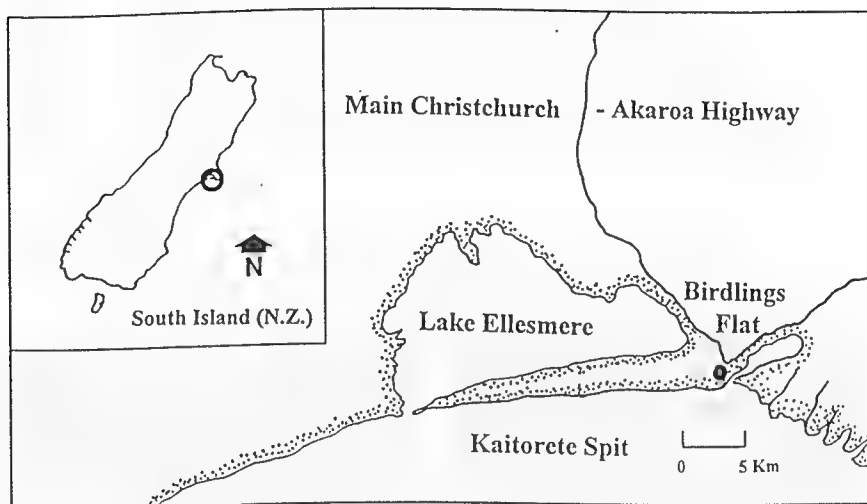 Main Christchurch - Akaroa Highway
N
South Island (N.Z.)
Birdlings
Flat
Lake Ellesmere
Kaitorete Spit
0 5 Km